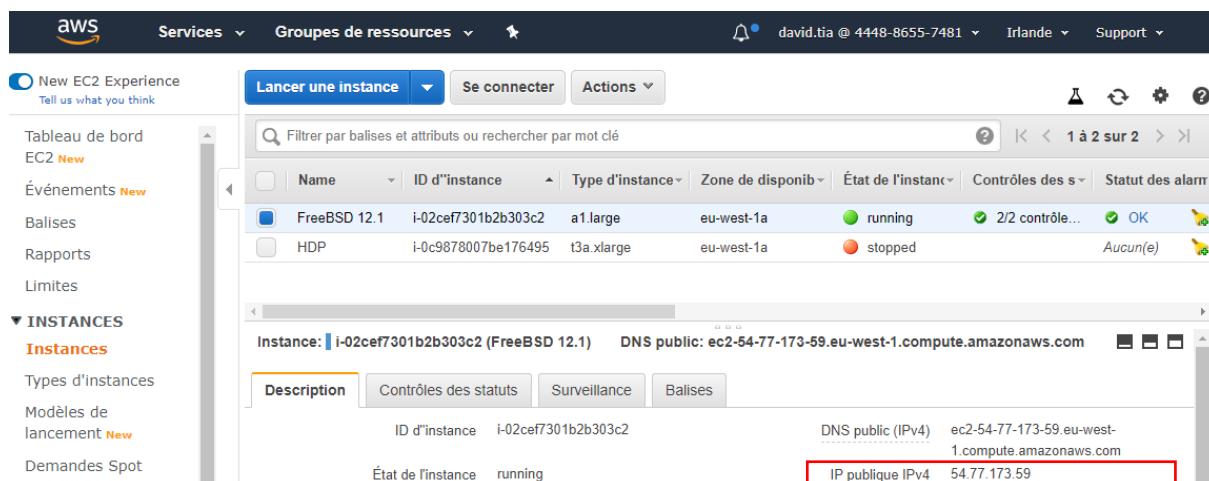 aws Services Groupes de ressources david.tia @ 4448-8655-7481 Irlande Support
New EC2 Experience
Tell us what you think
Lancer une instance Se connecter Actions
Filtrer par balises et attributs ou rechercher par mot clé 1 à 2 sur 2
Tableau de bord
EC2 New
Événements New
Balises
Rapports
Limites
INSTANCES
Instances
Types d'instances
Modèles de
lancement New
Demandes Spot
Name ID d"instance Type d'instance Zone de disponib État de l'instanc Contrôles des s Statut des alarm
FreeBSD 12.1 i-02cef7301b2b303c2 a1.large eu-west-1a running 2/2 contrôle... OK
HDP i-0c9878007be176495 t3a.xlarge eu-west-1a stopped Aucun(e)
Instance: i-02cef7301b2b303c2 (FreeBSD 12.1) DNS public: ec2-54-77-173-59.eu-west-1.compute.amazonaws.com
Description Contrôles des statuts Surveillance Balises
ID d"instance i-02cef7301b2b303c2 DNS public (IPv4) ec2-54-77-173-59.eu-west-
1.compute.amazonaws.com
État de l'instance running IP publique IPv4 54.77.173.59